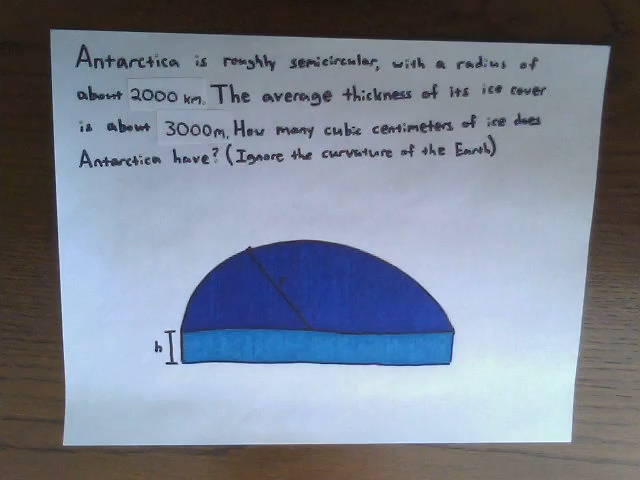 Antarctica is roughly semicircular, with a radius of
about 2000 km. The average thickness of its ice cover
is about 3000m. How many cubic centimeters of ice does
Antarctica have? (Ignore the curvature of the Earth)
r
h